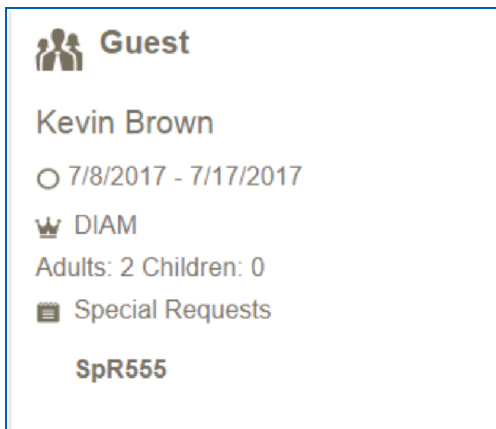 Guest
Kevin Brown
7/8/2017 - 7/17/2017
DIAM
Adults: 2 Children: 0
Special Requests
SpR555